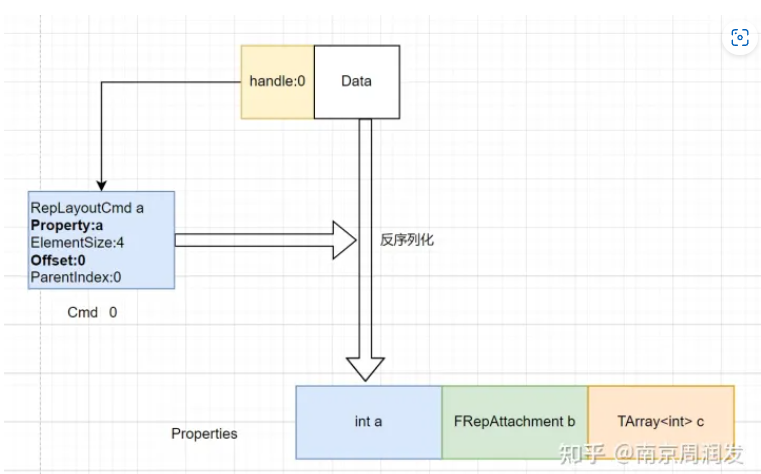 handle:0
Data
RepLayoutCmd a
Property:a
ElementSize:4
Offset:0
ParentIndex:0
反序列化
Cmd 0
int a
FRepAttachment b
TArray<int> c
Properties
知乎 @南京周润发